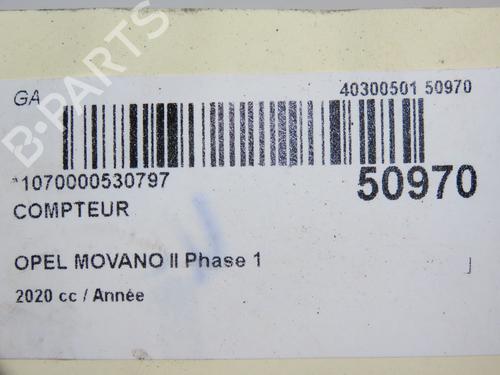 GA
40300501 50970
*1070000530797
50970
COMPTEUR
OPEL MOVANO II Phase 1
2020 cc / Année
B-PARTS